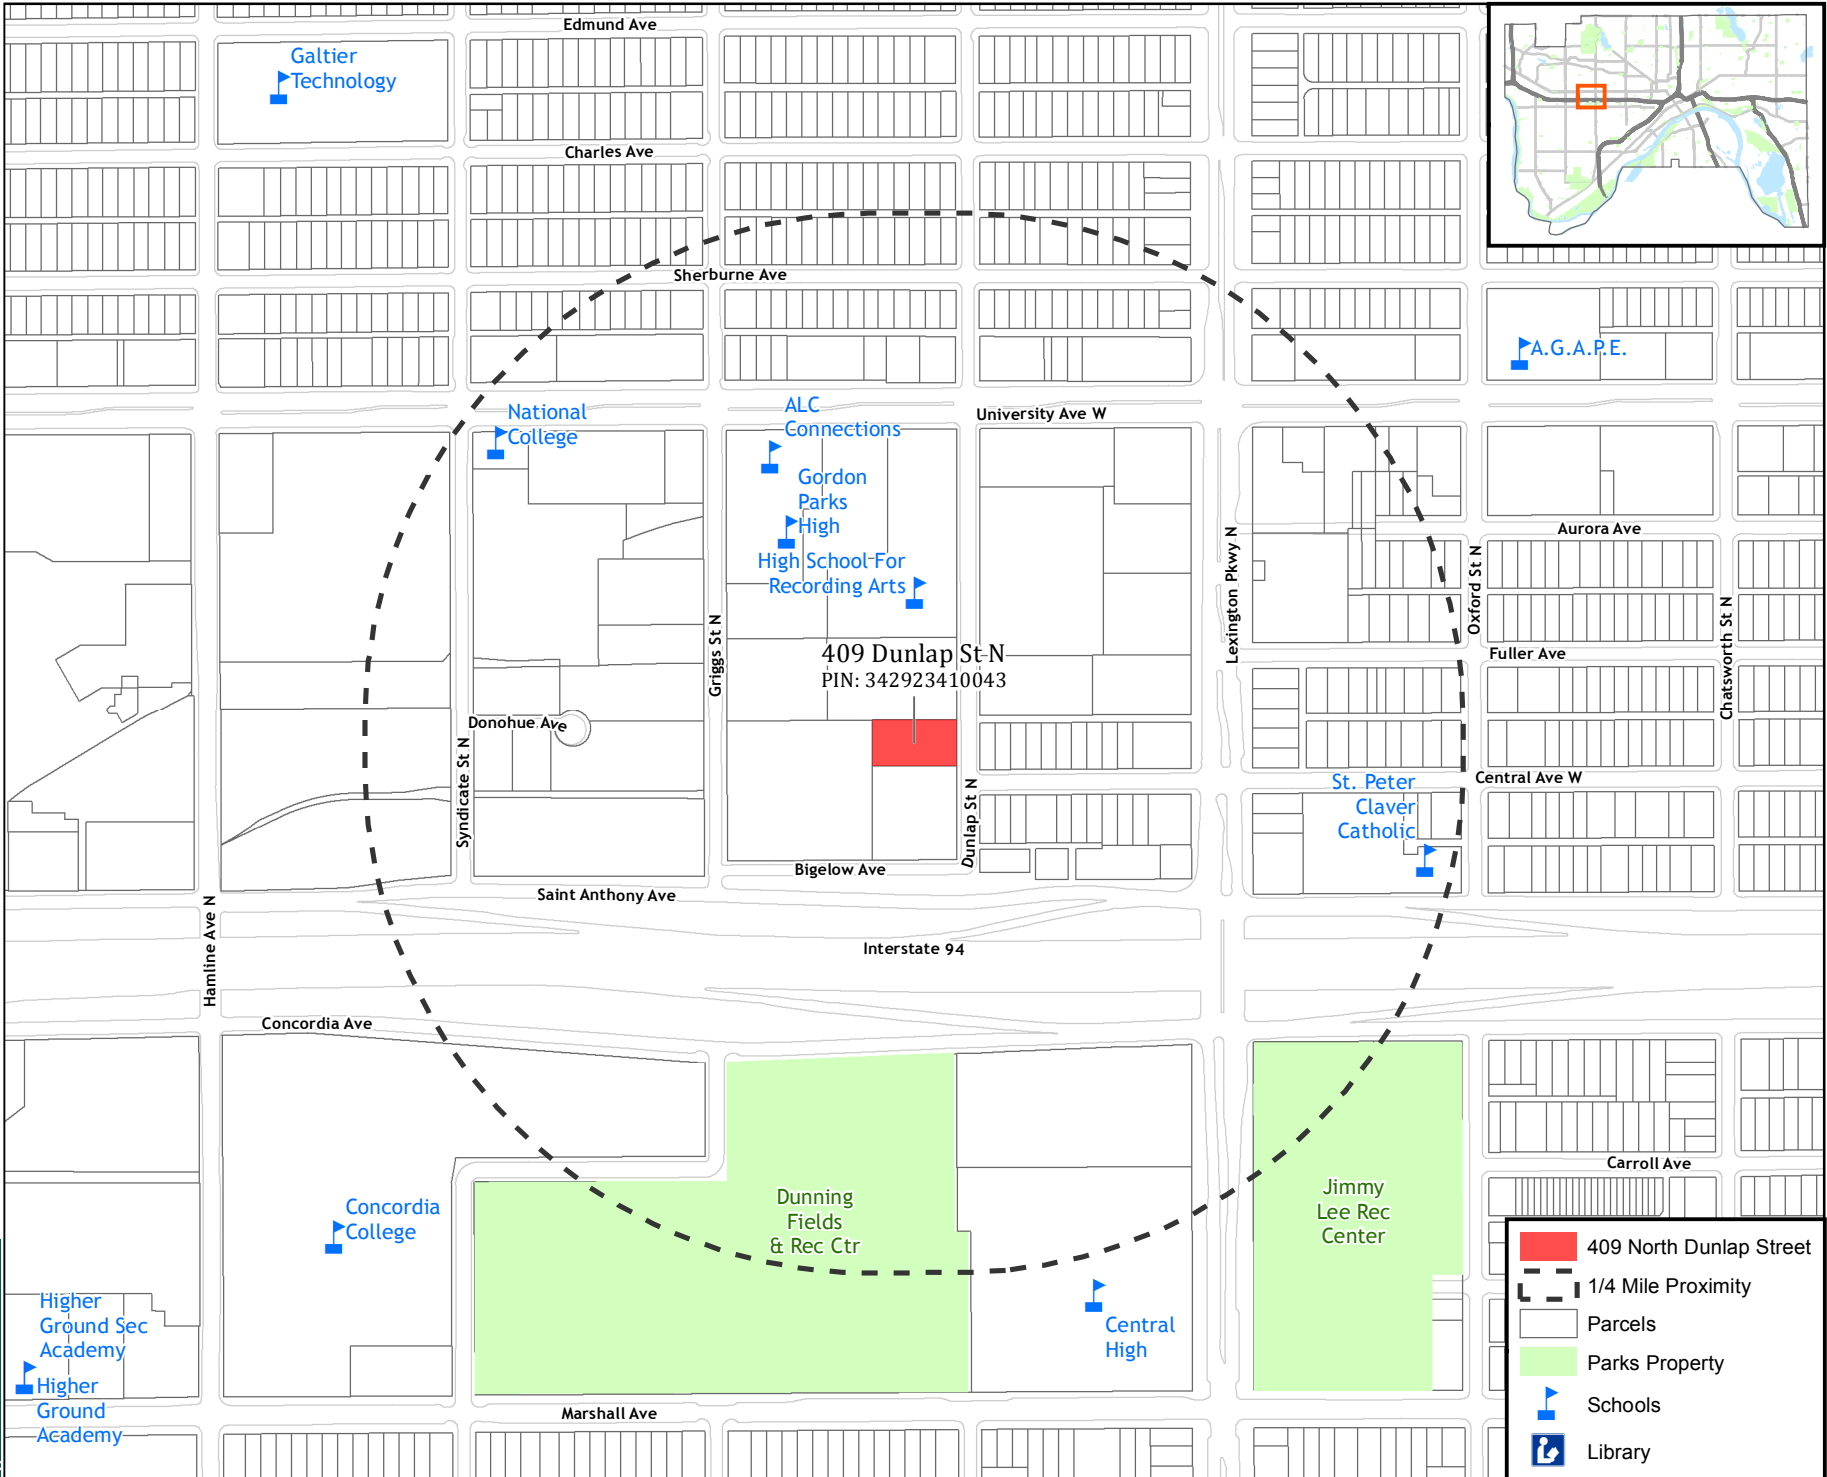 Edmund Ave
Galtier
Technology
Charles Ave
Sherburne Ave
A.G.A.P.E.
National
College
ALC
Connections
University Ave W
Gordon
Parks
High
High School For
Recording Arts
Aurora Ave
Lexington Pkwy N
Oxford St N
Chatsworth St N
Griggs St N
409 Dunlap St N
PIN: 342923410043
Fuller Ave
Donohue Ave
Syndicate St N
Dunlap St N
Central Ave W
St. Peter
Claver
Catholic
Bigelow Ave
Saint Anthony Ave
Hamline Ave N
Interstate 94
Concordia Ave
Carroll Ave
Dunning
Fields
& Rec Ctr
Jimmy
Lee Rec
Center
Concordia
College
Central
High
Higher
Ground Sec
Academy
Higher
Ground
Academy
Marshall Ave
409 North Dunlap Street
1/4 Mile Proximity
Parcels
Parks Property
Schools
Library